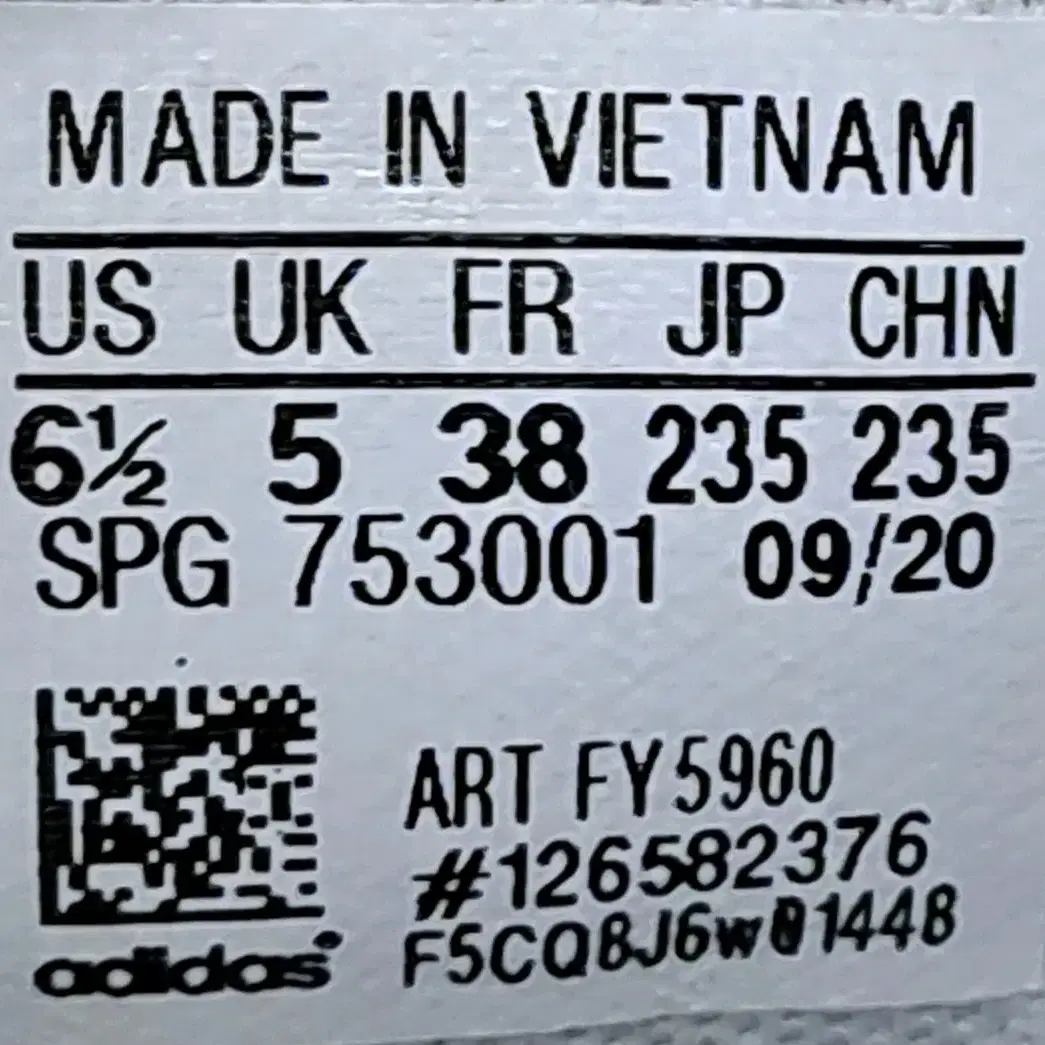 MADE IN VIETNAM
US UK FR JP CHN
6½ 5 38 235 235
SPG 753001 09/20
ART FY5960
#126582376
adidas